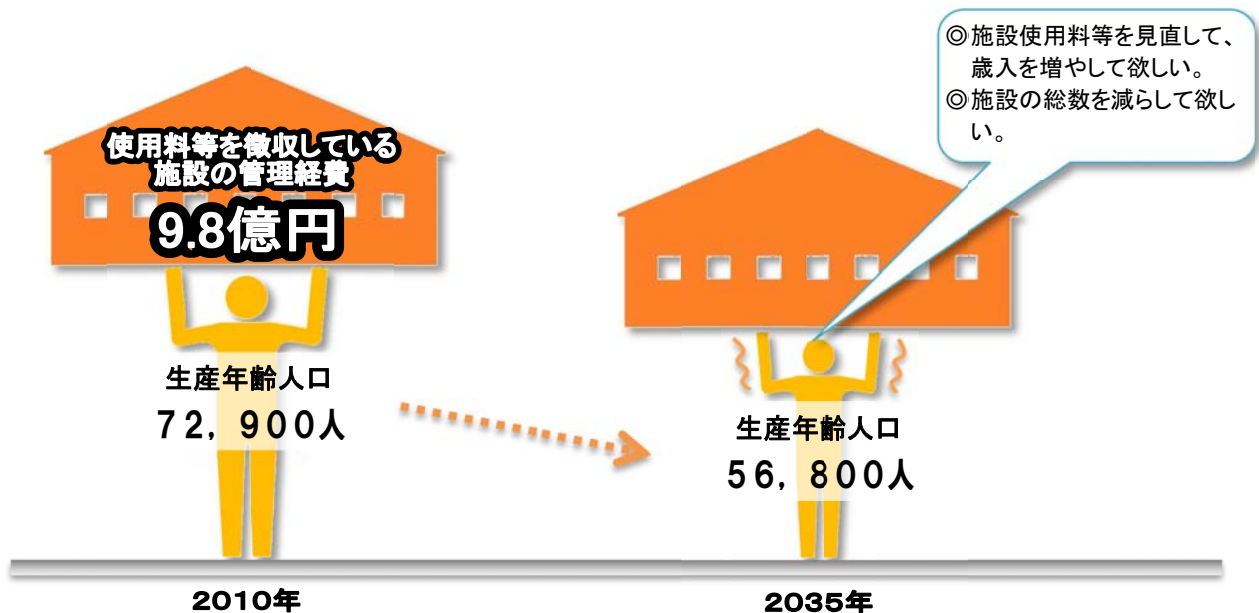 ◎施設使用料等を見直して、
歳入を増やして欲しい。
◎施設の総数を減らして欲し
い。
使用料等を徴収している
施設の管理経費
9.8億円
生産年齢人口
７２，９００人
生産年齢人口
５６，８００人
２０１０年
２０３５年